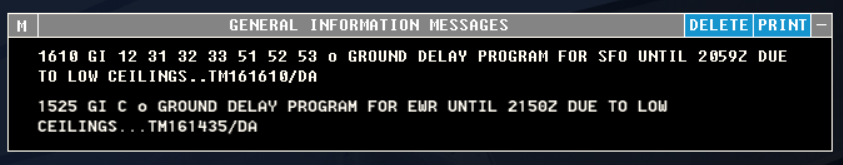 M GENERAL INFORMATION MESSAGES DELETE PRINT —
1610 GI 12 31 32 33 51 52 53 o GROUND DELAY PROGRAM FOR SFO UNTIL 2059Z DUE
TO LOW CEILINGS..TM161610/DA
1525 GI C o GROUND DELAY PROGRAM FOR EWR UNTIL 2150Z DUE TO LOW
CEILINGS...TM161435/DA